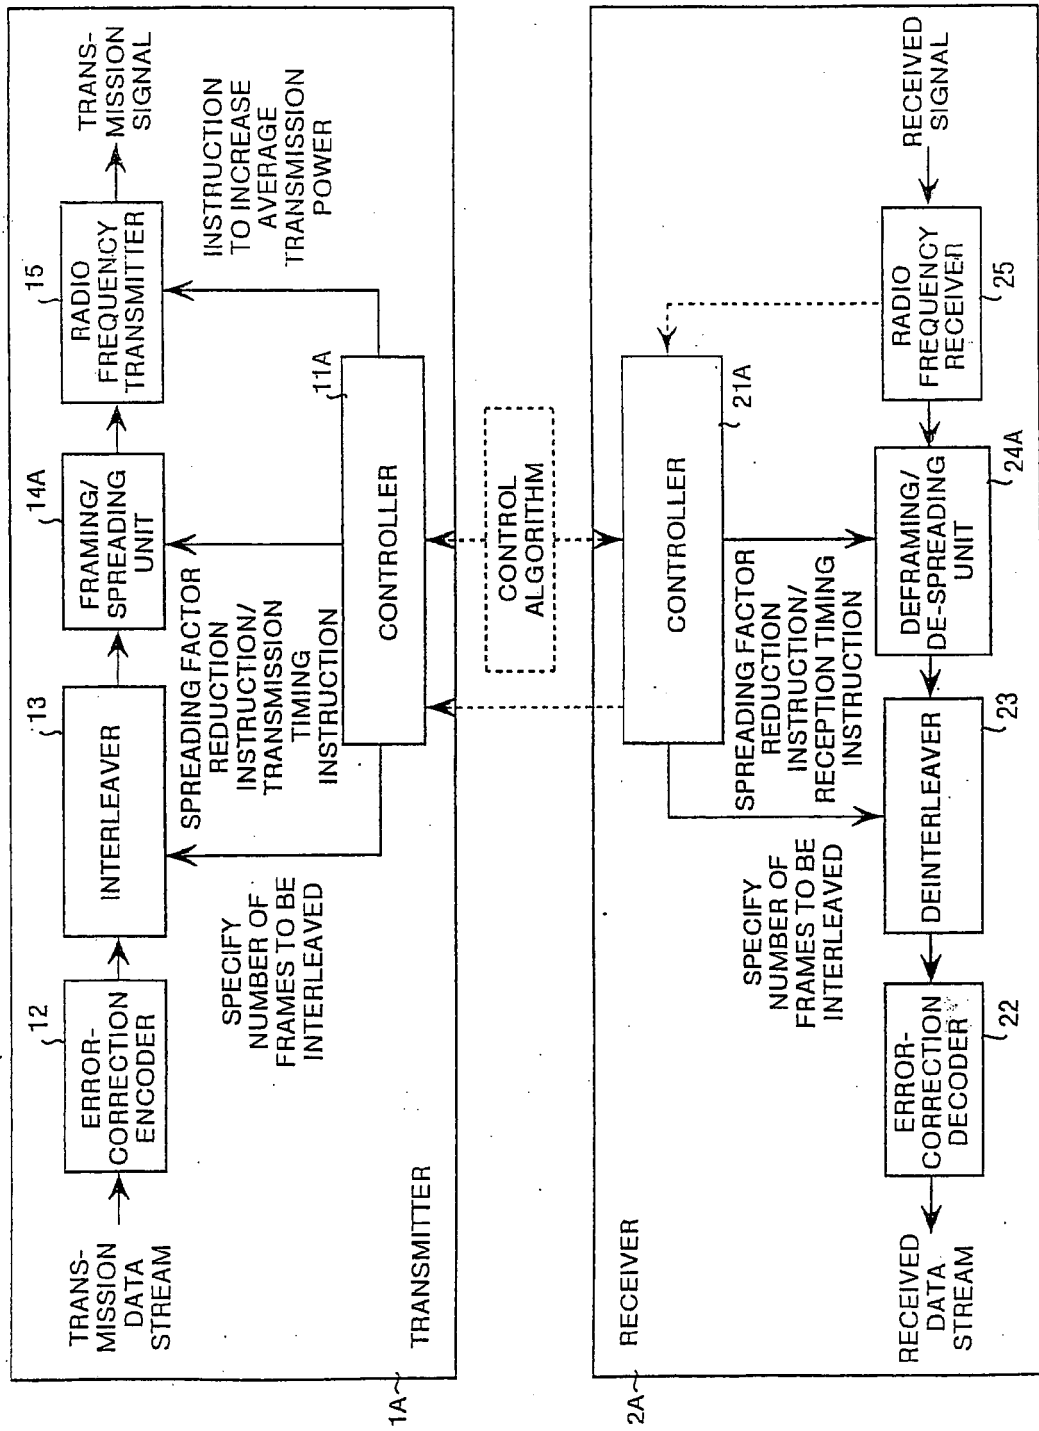 TRANS-
MISSION
DATA
STREAM
12
ERROR-
CORRECTION
ENCODER
13
INTERLEAVER
14A
FRAMING/
SPREADING
UNIT
15
RADIO
FREQUENCY
TRANSMITTER
TRANS-
MISSION
SIGNAL
SPECIFY
NUMBER OF
FRAMES TO BE
INTERLEAVED
SPREADING FACTOR
REDUCTION
INSTRUCTION/
TRANSMISSION
TIMING
INSTRUCTION
INSTRUCTION
TO INCREASE
AVERAGE
TRANSMISSION
POWER
11A
CONTROLLER
TRANSMITTER
1A
CONTROL
ALGORITHM
2A
RECEIVER
CONTROLLER
21A
SPECIFY
NUMBER OF
FRAMES TO BE
INTERLEAVED
SPREADING FACTOR
REDUCTION
INSTRUCTION/
RECEPTION TIMING
INSTRUCTION
RECEIVED
DATA
STREAM
ERROR-
CORRECTION
DECODER
22
DEINTERLEAVER
23
DEFRAMING/
DE-SPREADING
UNIT
24A
RADIO
FREQUENCY
RECEIVER
25
RECEIVED
SIGNAL